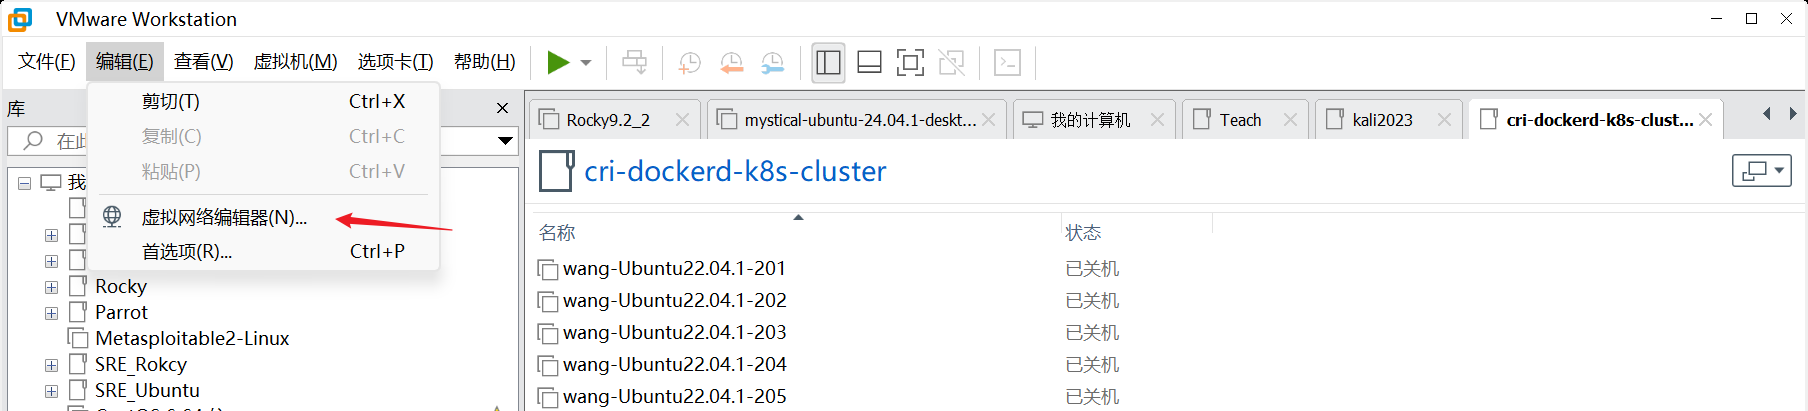 VMware Workstation
文件(F) 编辑(E) 查看(V) 虚拟机(M) 选项卡(T) 帮助(H)
剪切(T) Ctrl+X
复制(C) Ctrl+C
粘贴(P) Ctrl+V
虚拟网络编辑器(N)...
首选项(R)... Ctrl+P
库
在此
我
Rocky
Parrot
Metasploitable2-Linux
SRE_Rokcy
SRE_Ubuntu
Rocky9.2_2 mystical-ubuntu-24.04.1-deskt... 我的计算机 Teach kali2023 cri-dockerd-k8s-clust...
cri-dockerd-k8s-cluster
名称 状态
wang-Ubuntu22.04.1-201 已关机
wang-Ubuntu22.04.1-202 已关机
wang-Ubuntu22.04.1-203 已关机
wang-Ubuntu22.04.1-204 已关机
wang-Ubuntu22.04.1-205 已关机